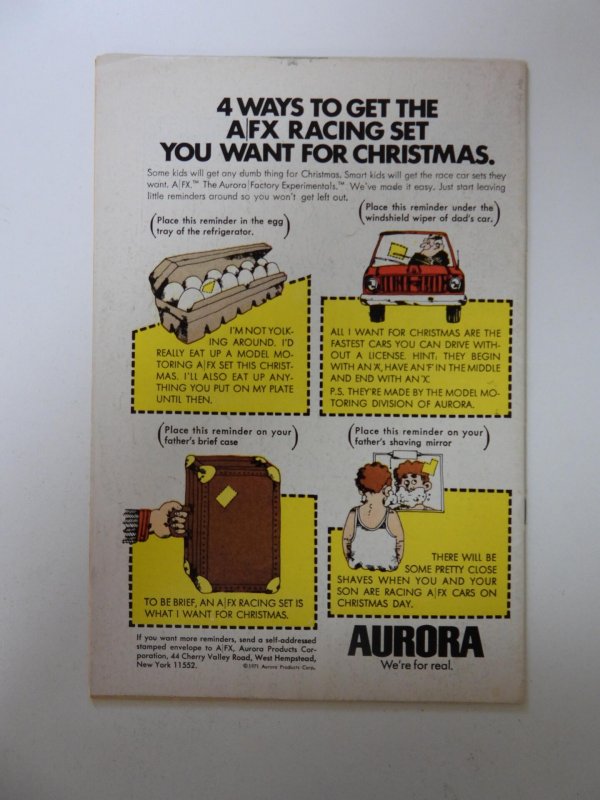 4 WAYS TO GET THE
A|FX RACING SET
YOU WANT FOR CHRISTMAS.
Some kids will get any dumb thing for Christmas. Smart kids will get the race car sets they
want. A|FX.™ The Aurora|Factory Experimentals.™ We've made it easy. Just start leaving
little reminders around so you won't get left out.
(Place this reminder in the egg
tray of the refrigerator.)
I'M NOT YOLK-
ING AROUND. I'D
REALLY EAT UP A MODEL MO-
TORING A|FX SET THIS CHRIST-
MAS. I'LL ALSO EAT UP ANY-
THING YOU PUT ON MY PLATE
UNTIL THEN.
(Place this reminder under the
windshield wiper of dad's car.)
ALL I WANT FOR CHRISTMAS ARE THE
FASTEST CARS YOU CAN DRIVE WITH-
OUT A LICENSE. HINT: THEY BEGIN
WITH AN 'A', HAVE AN 'F' IN THE MIDDLE
AND END WITH AN 'X'.
P.S. THEY'RE MADE BY THE MODEL MO-
TORING DIVISION OF AURORA.
(Place this reminder on your
father's brief case)
TO BE BRIEF, AN A|FX RACING SET IS
WHAT I WANT FOR CHRISTMAS.
(Place this reminder on your
father's shaving mirror)
THERE WILL BE
SOME PRETTY CLOSE
SHAVES WHEN YOU AND YOUR
SON ARE RACING A|FX CARS ON
CHRISTMAS DAY.
If you want more reminders, send a self-addressed
stamped envelope to A|FX, Aurora Products Cor-
poration, 44 Cherry Valley Road, West Hempstead,
New York 11552.
©1971 Aurora Products Corp.
AURORA
We're for real.